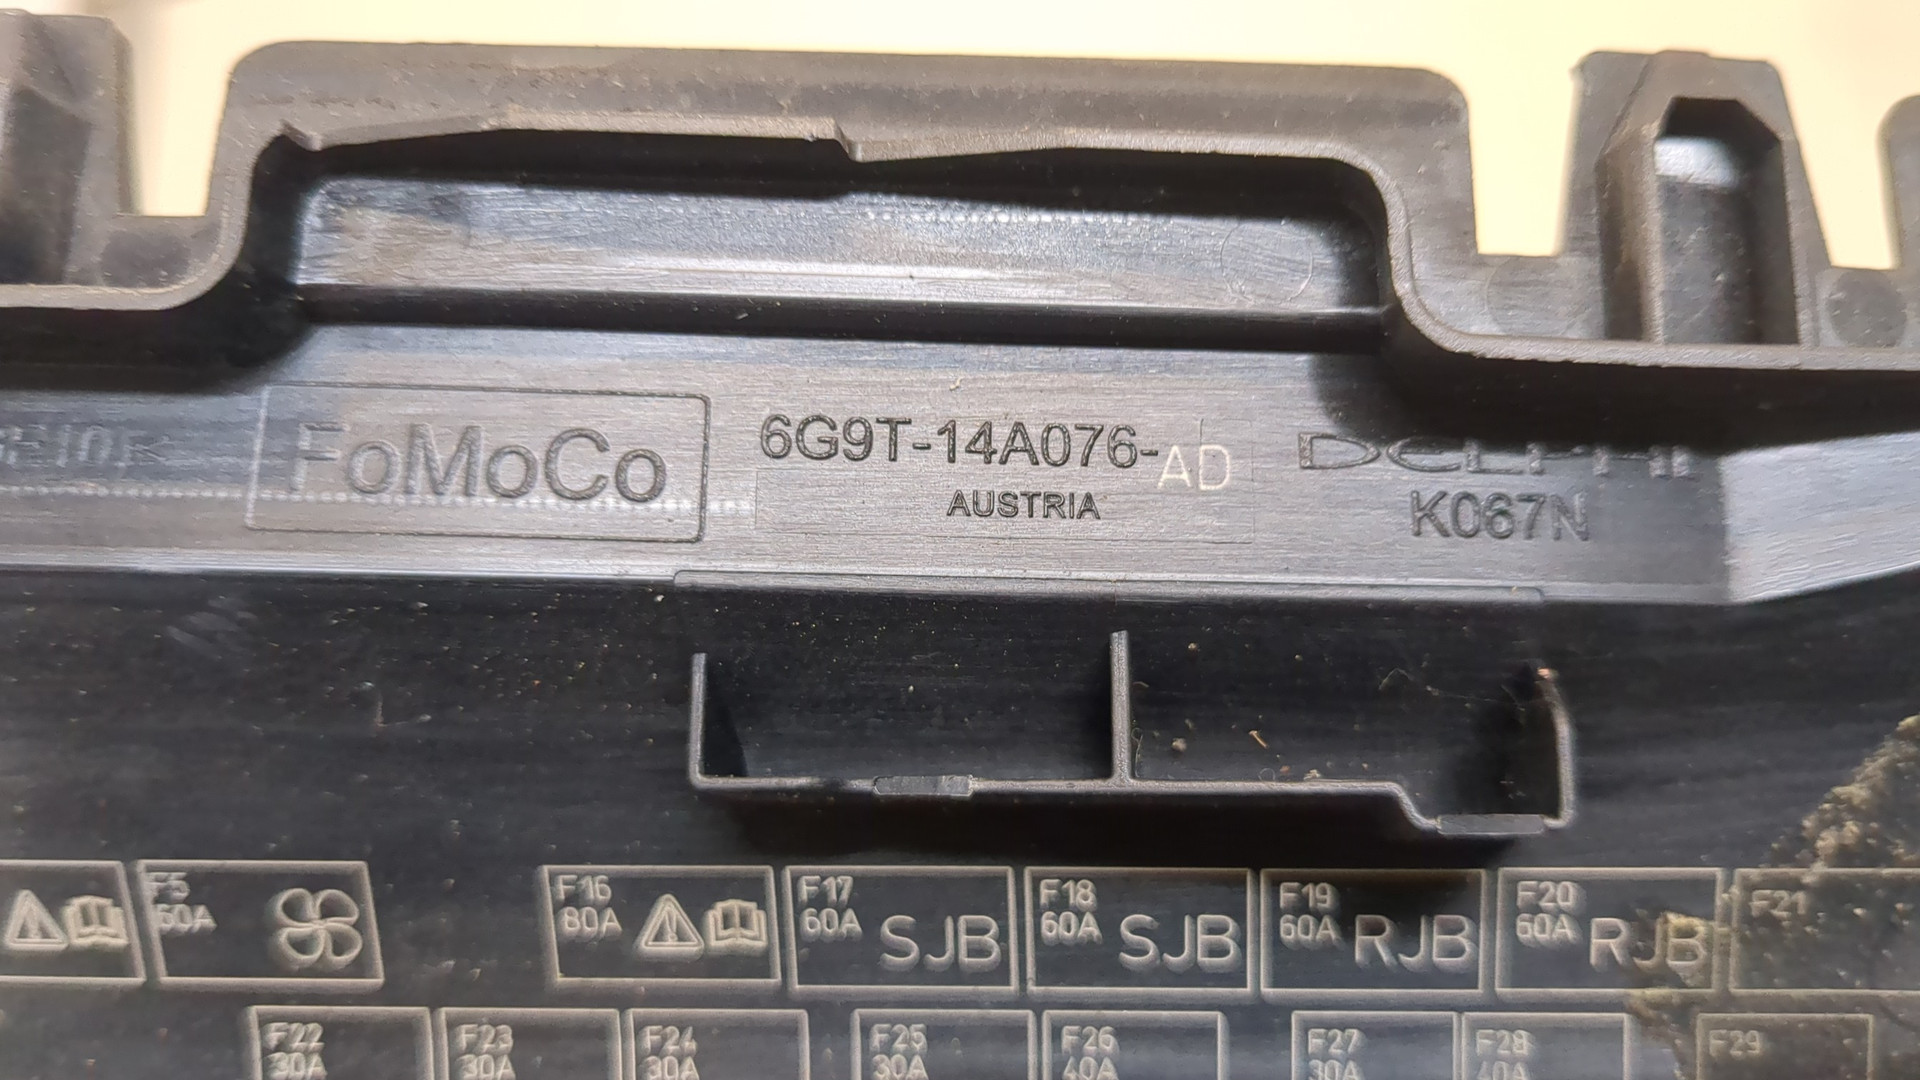 FoMoCo
6G9T-14A076-AD
AUSTRIA
DELPHI
K067N
F5
60A
F16
80A
F17
60A SJB
F18
60A SJB
F19
60A RJB
F20
60A RJB
F21
F22
30A
F23
30A
F24
30A
F25
30A
F26
40A
F27
30A
F28
40A
F29